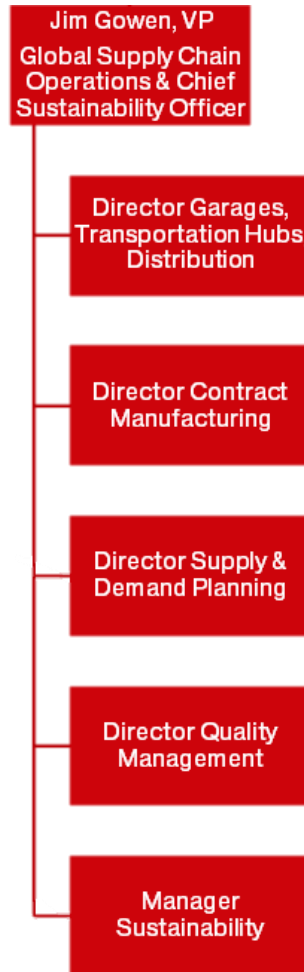 Jim Gowen, VP
Global Supply Chain
Operations & Chief
Sustainability Officer
Director Garages,
Transportation Hubs
Distribution
Director Contract
Manufacturing
Director Supply &
Demand Planning
Director Quality
Management
Manager
Sustainability